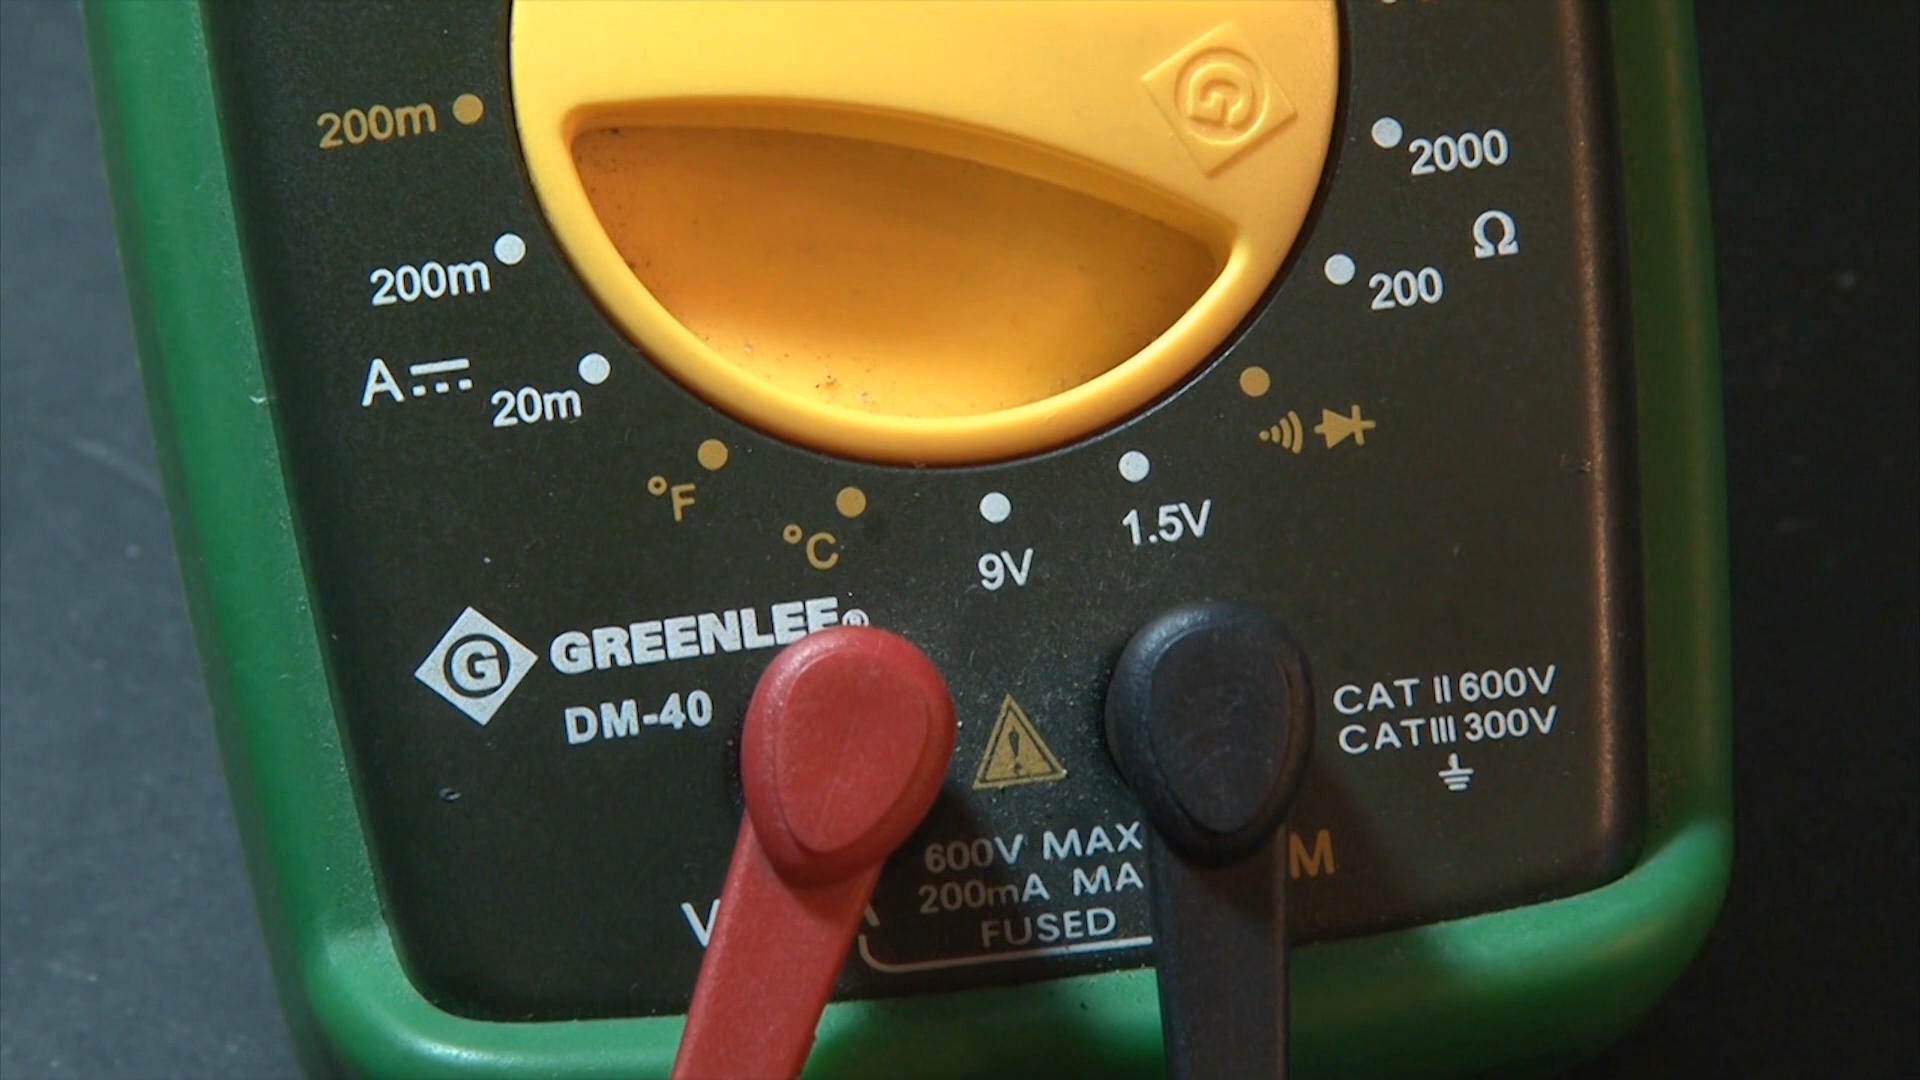 G
200m
2000
200m
Ω
200
A
20m
°F
°C
9V
1.5V
G GREENLEE®
DM-40
CAT II 600V
CAT III 300V
600V MAX
200mA MA
FUSED
V
M